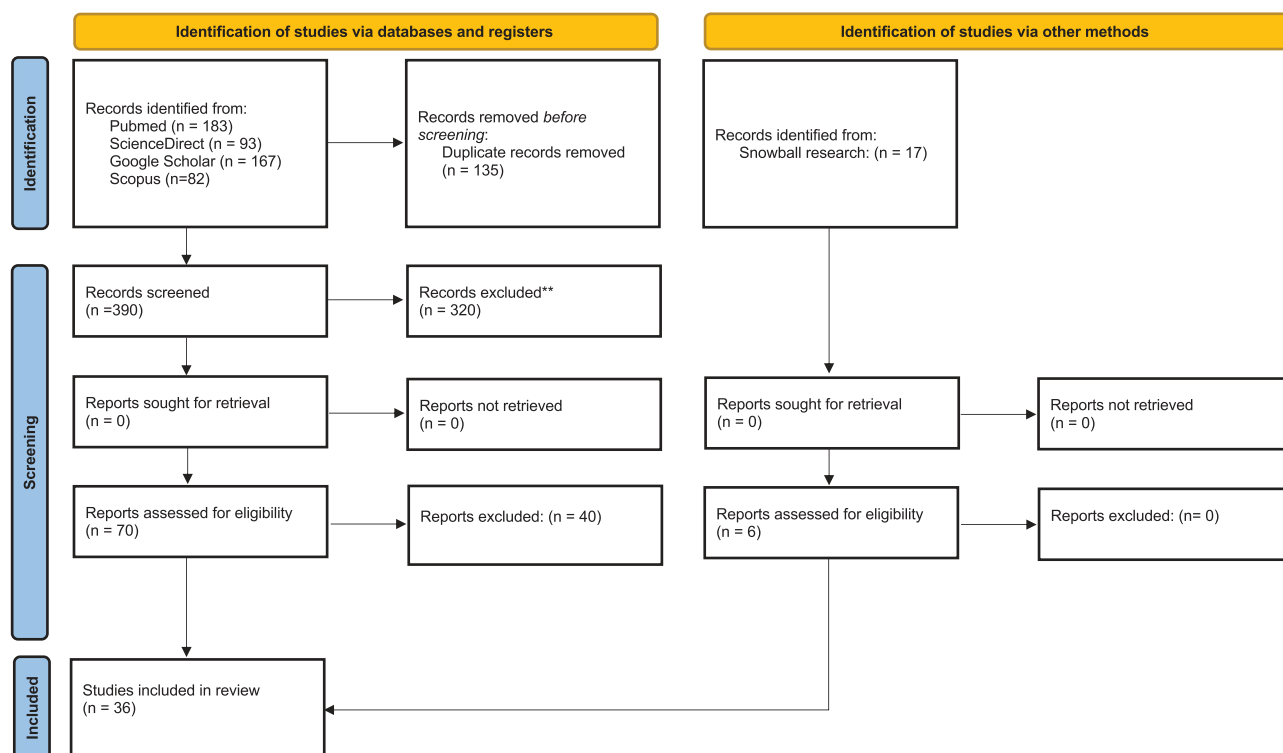 Identification of studies via databases and registers
Identification of studies via other methods
Identification
Records identified from:
Pubmed (n = 183)
ScienceDirect (n = 93)
Google Scholar (n = 167)
Scopus (n=82)
Records removed before
screening:
Duplicate records removed
(n = 135)
Records identified from:
Snowball research: (n = 17)
Screening
Records screened
(n =390)
Records excluded**
(n = 320)
Reports sought for retrieval
(n = 0)
Reports not retrieved
(n = 0)
Reports sought for retrieval
(n = 0)
Reports not retrieved
(n = 0)
Reports assessed for eligibility
(n = 70)
Reports excluded: (n = 40)
Reports assessed for eligibility
(n = 6)
Reports excluded: (n= 0)
Included
Studies included in review
(n = 36)